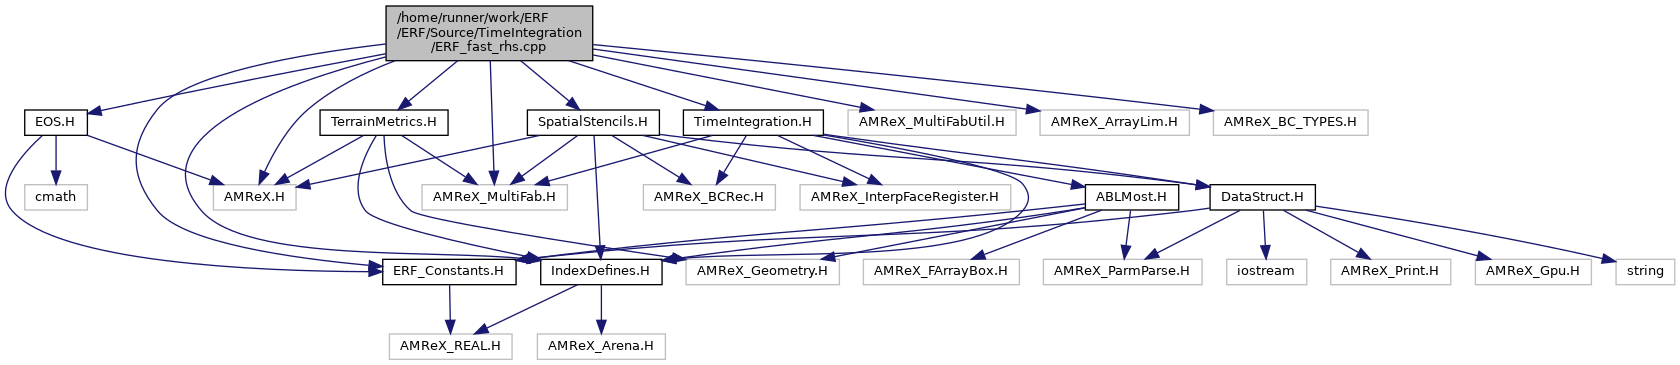 /home/runner/work/ERF
/ERF/Source/TimeIntegration
/ERF_fast_rhs.cpp
EOS.H
TerrainMetrics.H
SpatialStencils.H
TimeIntegration.H
AMReX_MultiFabUtil.H
AMReX_ArrayLim.H
AMReX_BC_TYPES.H
cmath
AMReX.H
AMReX_MultiFab.H
AMReX_BCRec.H
AMReX_InterpFaceRegister.H
ABLMost.H
DataStruct.H
ERF_Constants.H
IndexDefines.H
AMReX_Geometry.H
AMReX_FArrayBox.H
AMReX_ParmParse.H
iostream
AMReX_Print.H
AMReX_Gpu.H
string
AMReX_REAL.H
AMReX_Arena.H